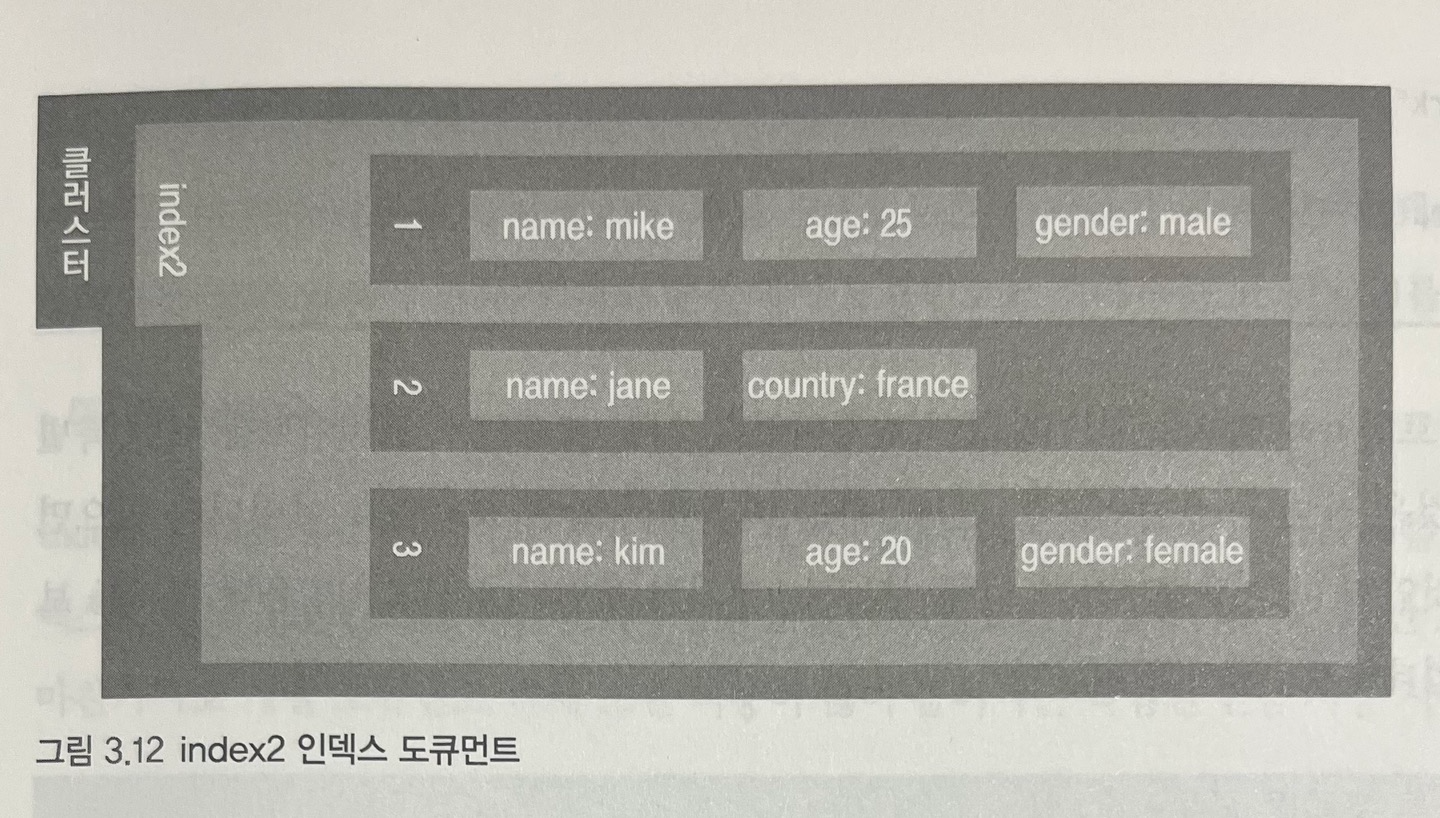 클러스터
index2
1
name: mike
age: 25
gender: male
2
name: jane
country: france
3
name: kim
age: 20
gender: female
그림 3.12 index2 인덱스 도큐먼트